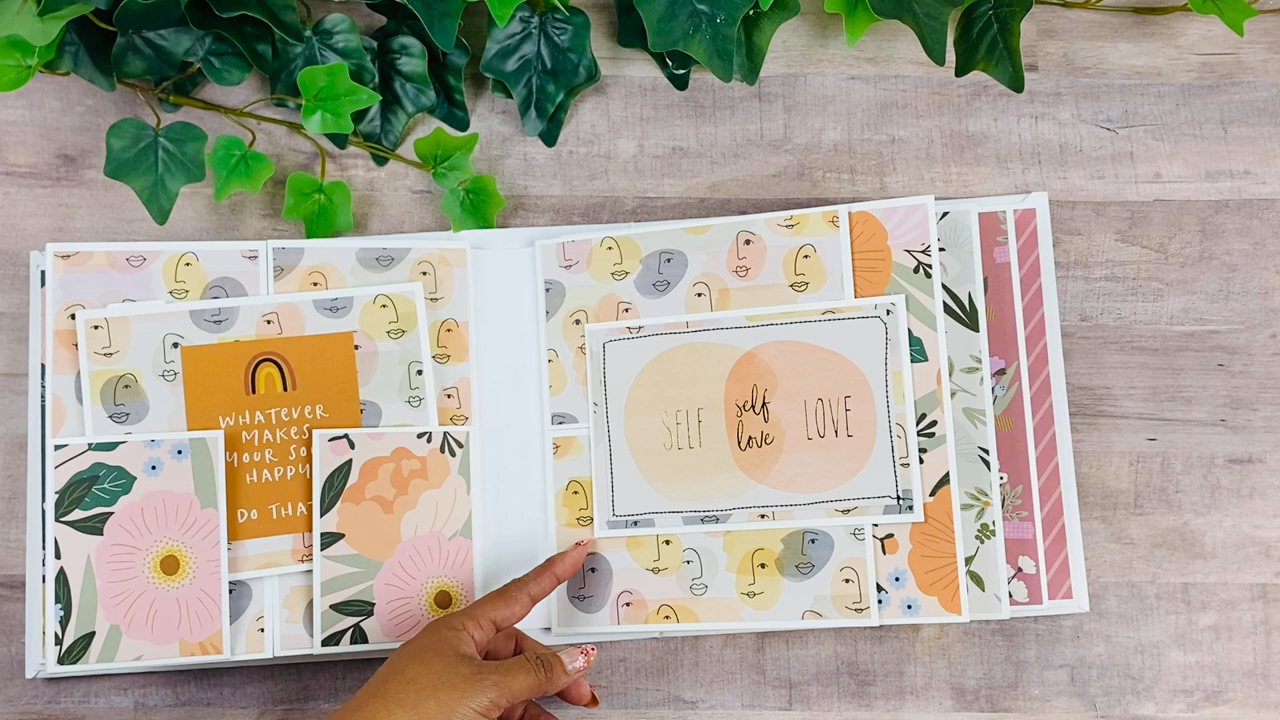 WHATEVER
MAKES
YOUR SO
HAPPY
DO THA
SELF
self
love
LOVE